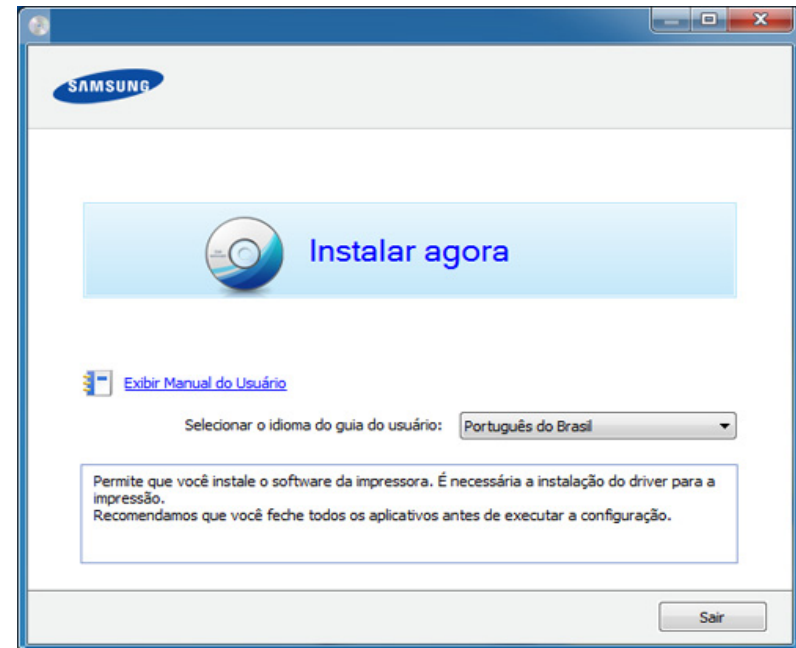 SAMSUNG
Instalar agora
Exibir Manual do Usuário
Selecionar o idioma do guia do usuário: Português do Brasil
Permite que você instale o software da impressora. É necessária a instalação do driver para a
impressão.
Recomendamos que você feche todos os aplicativos antes de executar a configuração.
Sair